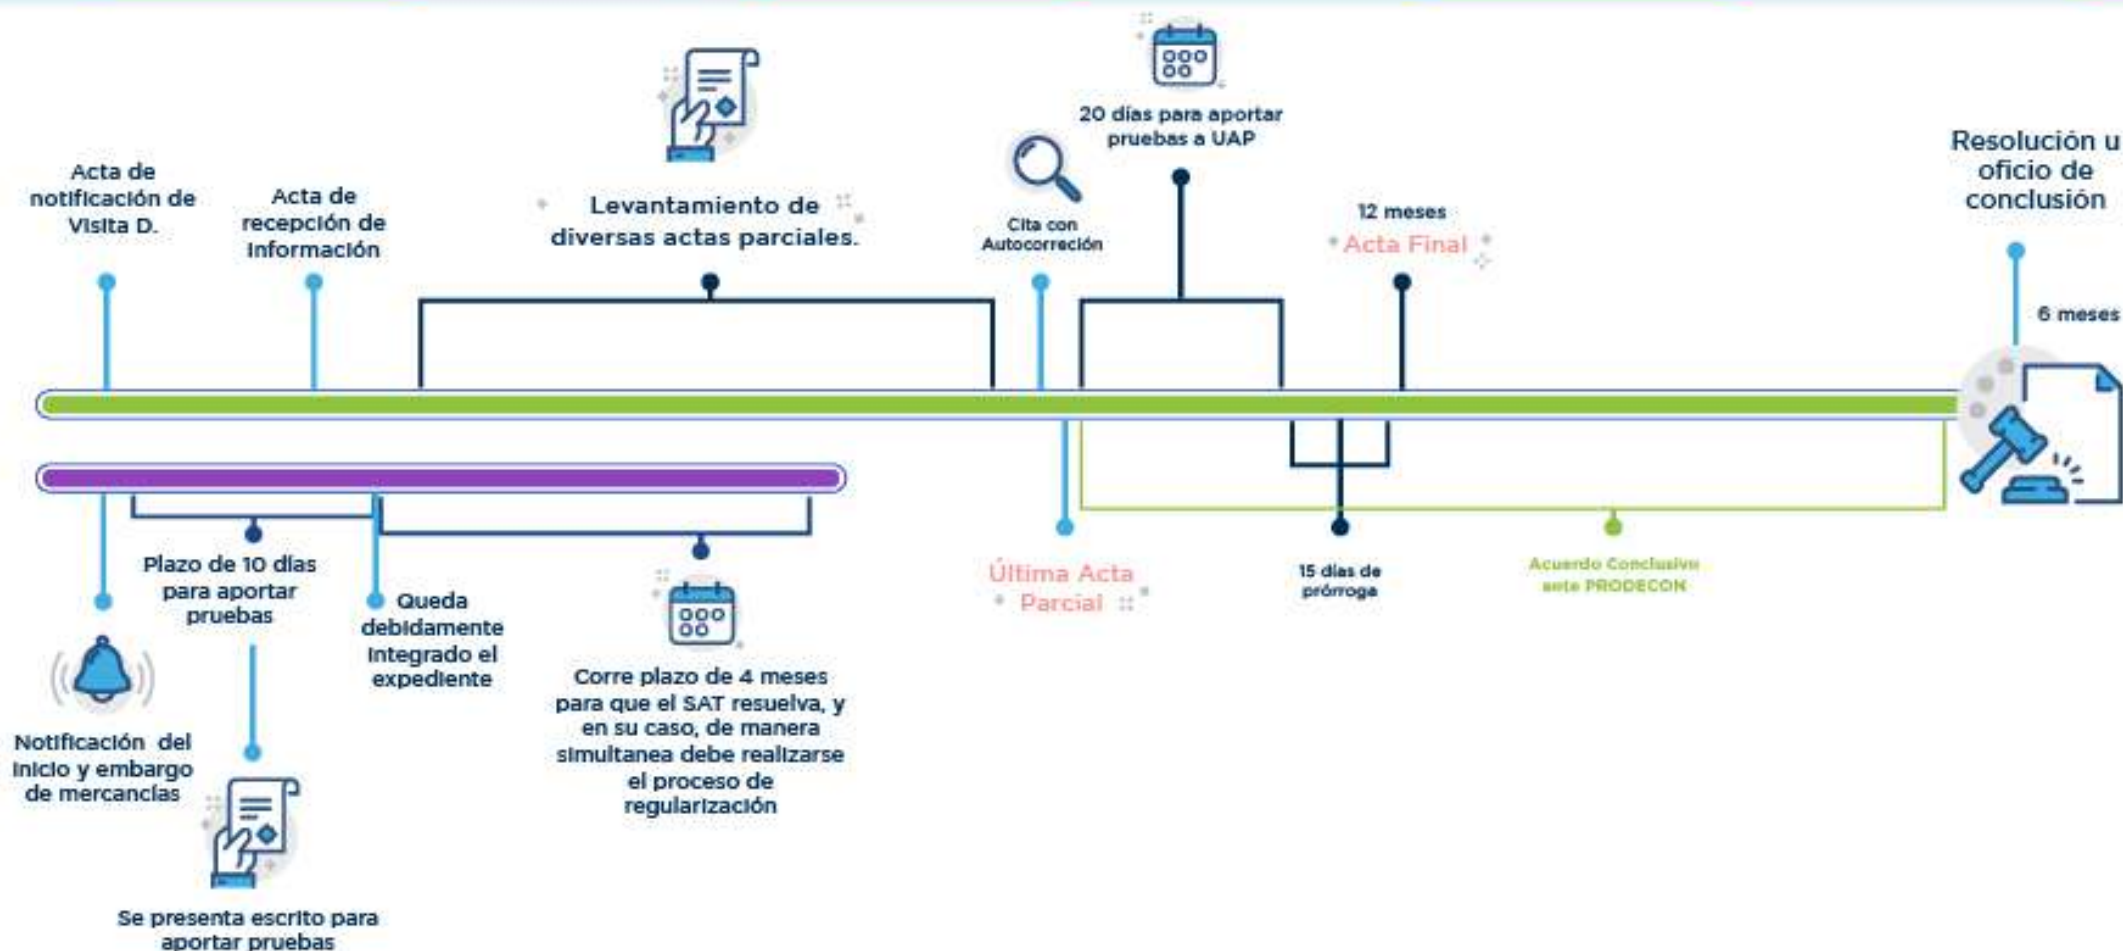 Acta de
notificación de
Visita D.
Acta de
recepción de
Información
Levantamiento de
diversas actas parciales.
Cita con
Autocorreción
20 días para aportar
pruebas a UAP
12 meses
Acta Final
Resolución u
oficio de
conclusión
6 meses
Notificación del
Inicio y embargo
de mercancías
Plazo de 10 días
para aportar
pruebas
Se presenta escrito para
aportar pruebas
Queda
debidamente
Integrado el
expediente
Corre plazo de 4 meses
para que el SAT resuelva, y
en su caso, de manera
simultanea debe realizarse
el proceso de
regularización
Última Acta
Parcial
15 días de
prórroga
Acuerdo Conclusivo
ante PRODECON